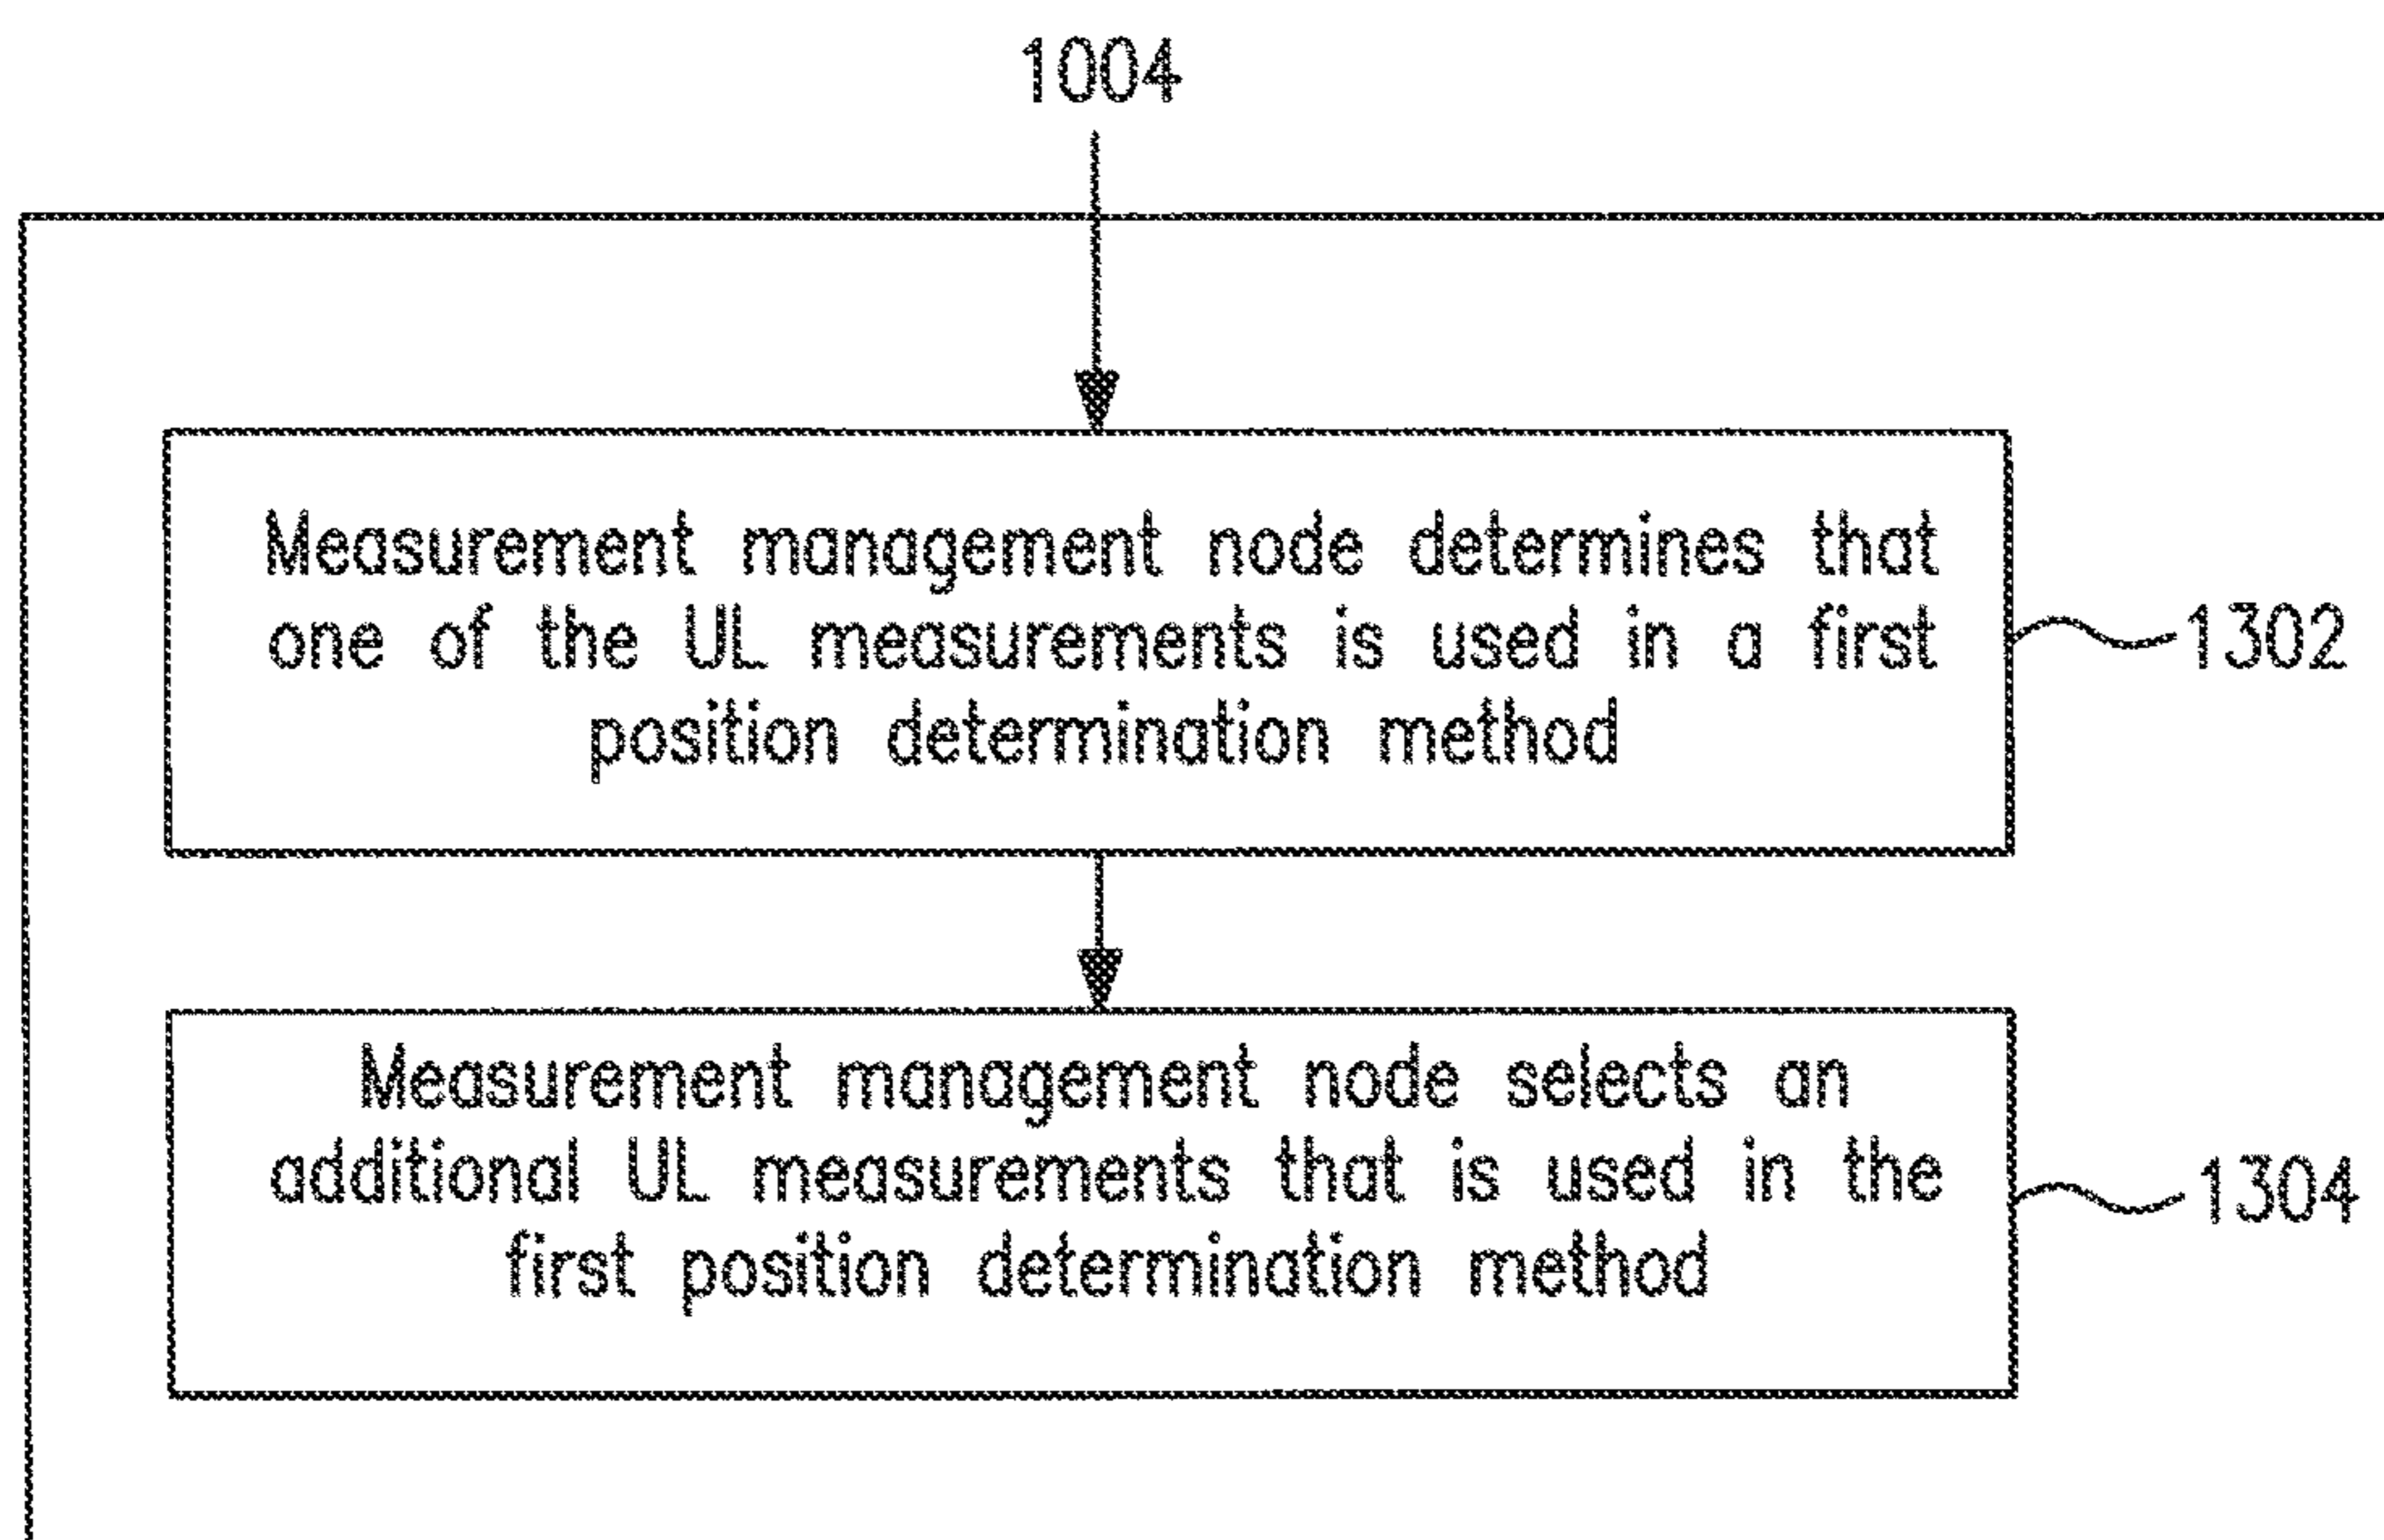 1004
Measurement management node determines that
one of the UL measurements is used in a first
position determination method
1302
Measurement management node selects an
additional UL measurements that is used in the
first position determination method
1304